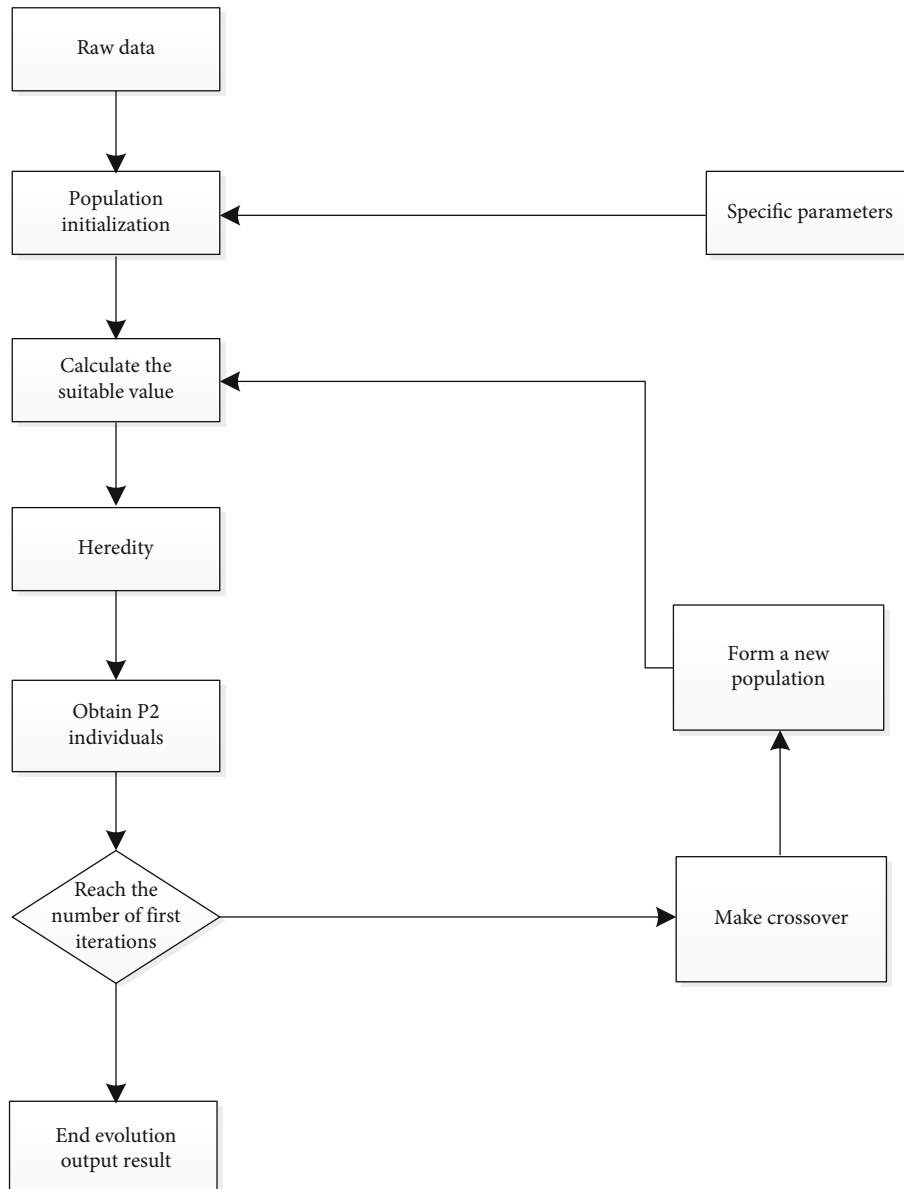 Raw data
Population
initialization
Specific parameters
Calculate the
suitable value
Heredity
Form a new
population
Obtain P2
individuals
Reach the
number of first
iterations
Make crossover
End evolution
output result